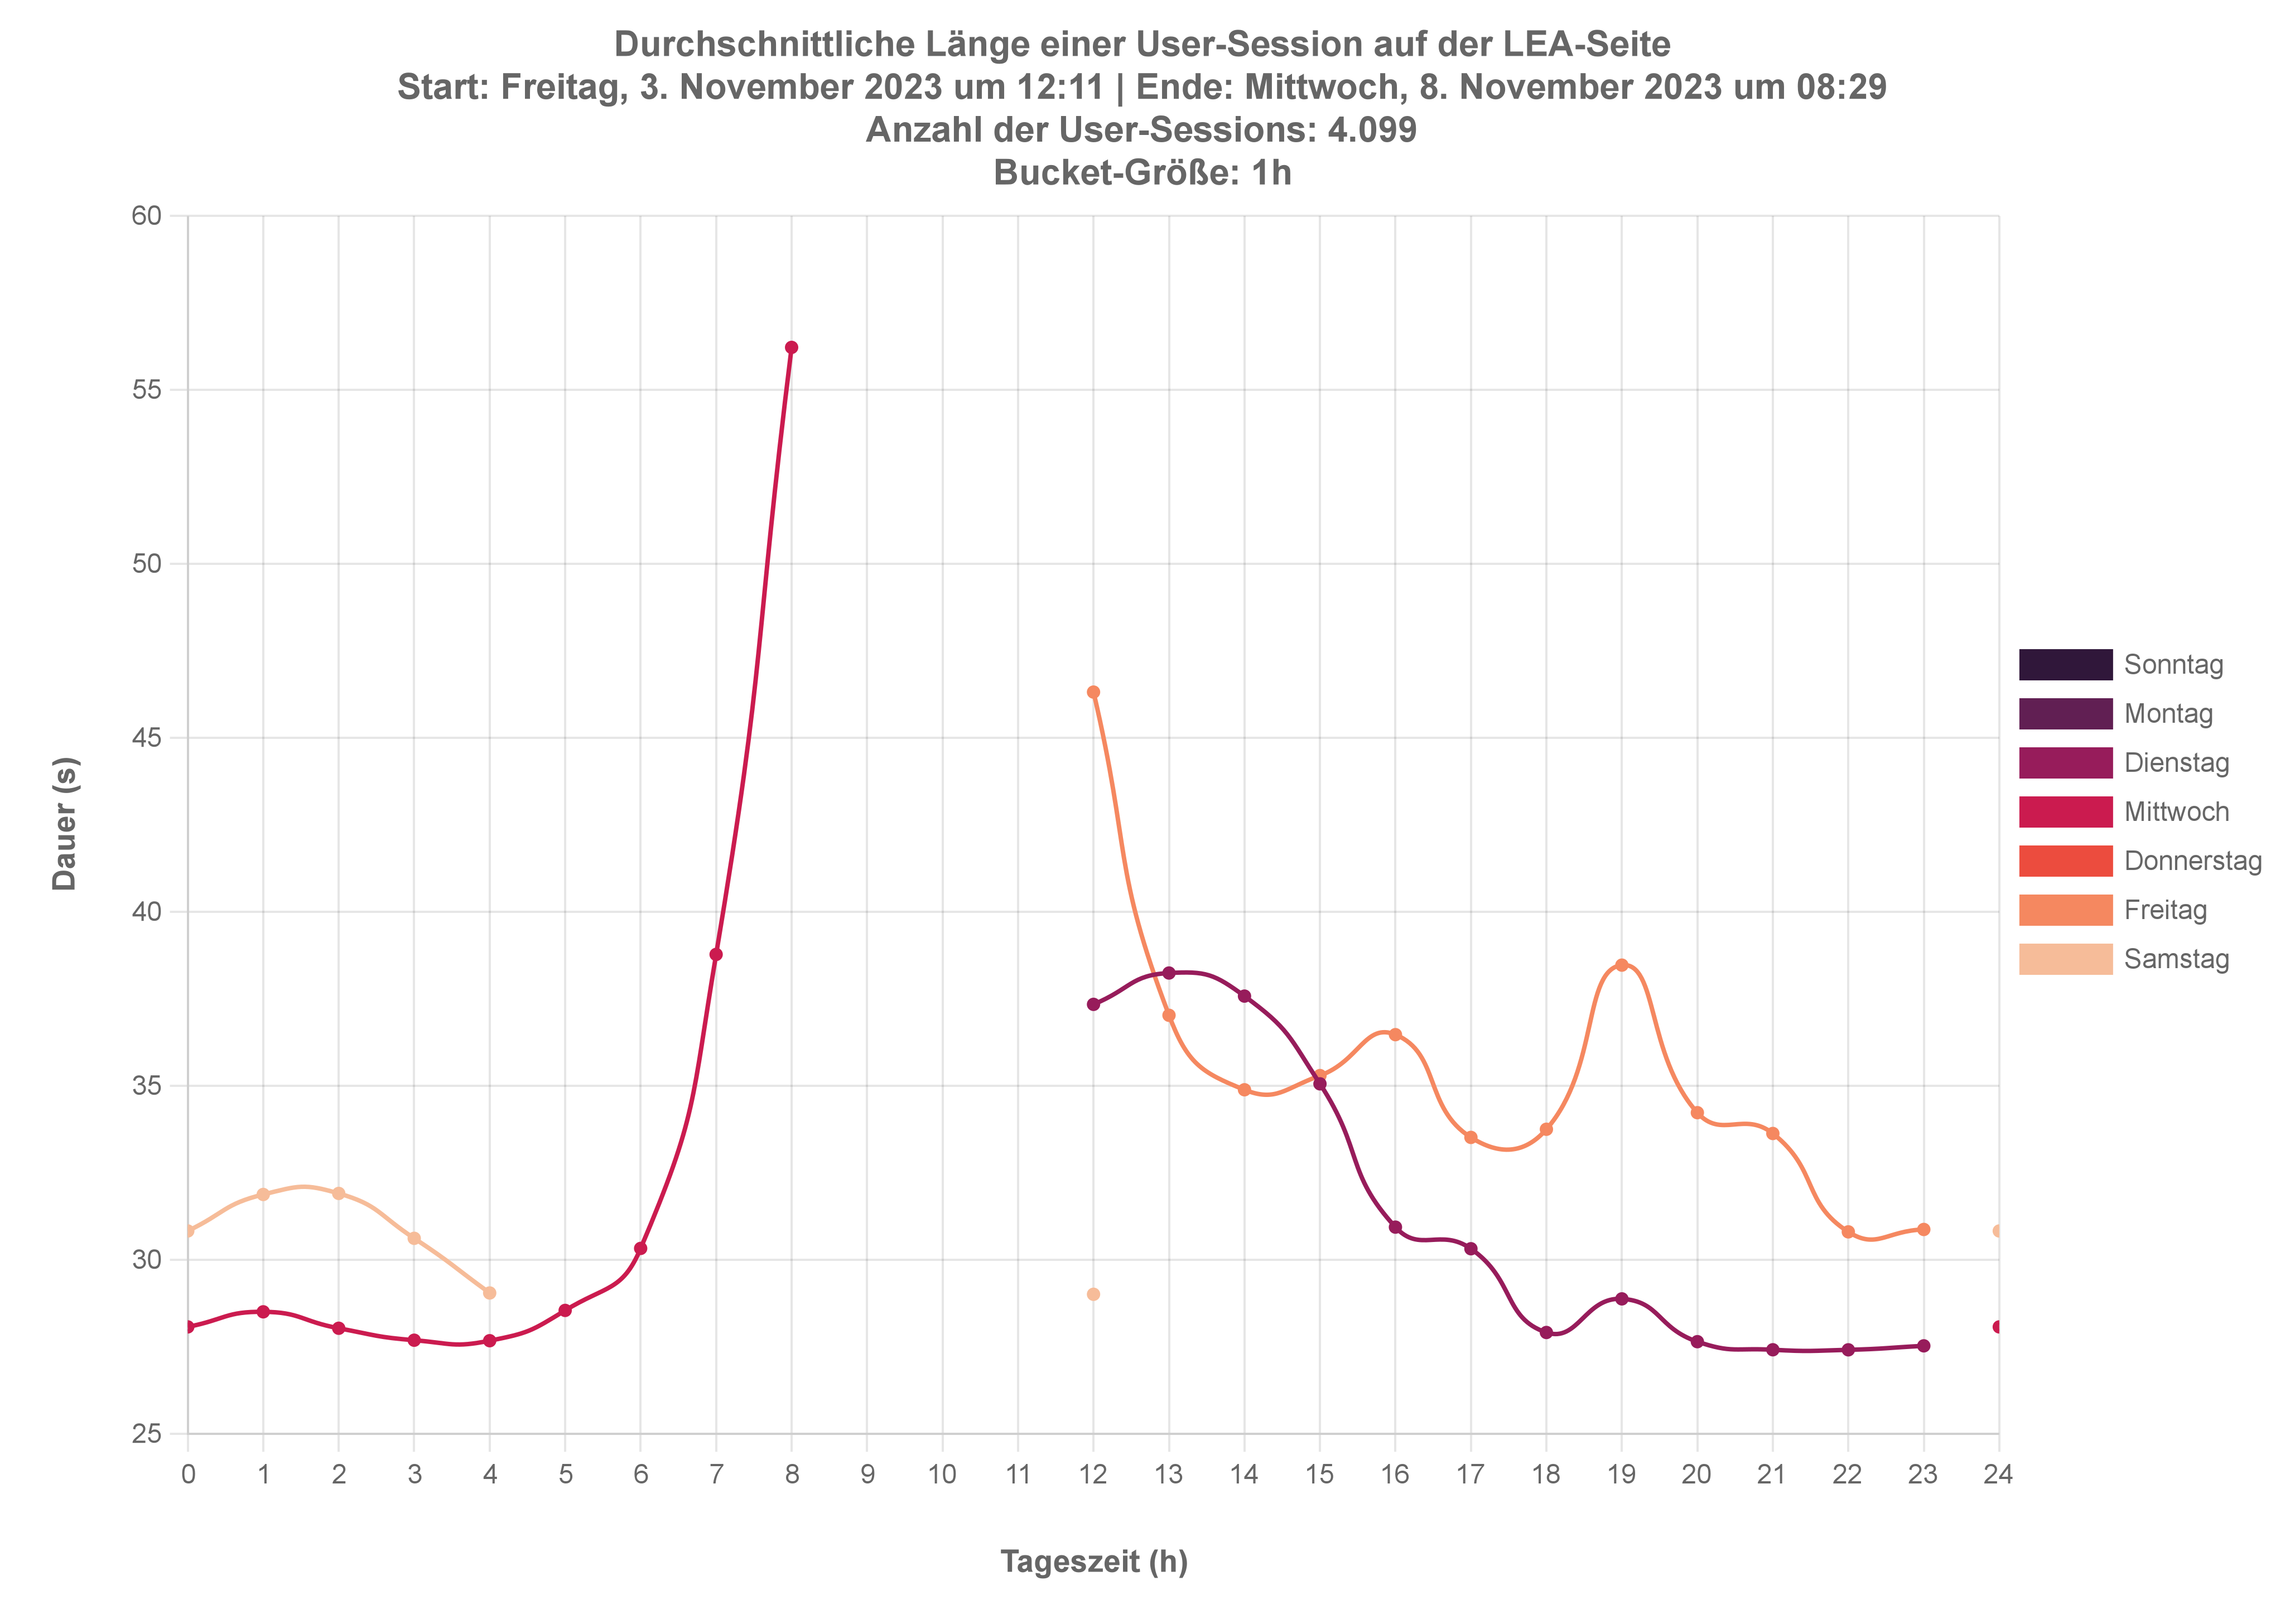 Durchschnittliche Länge einer User-Session auf der LEA-Seite
Start: Freitag, 3. November 2023 um 12:11 | Ende: Mittwoch, 8. November 2023 um 08:29
Anzahl der User-Sessions: 4.099
Bucket-Größe: 1h
60
55
50
45
40
35
30
25
Dauer (s)
0 1 2 3 4 5 6 7 8 9 10 11 12 13 14 15 16 17 18 19 20 21 22 23 24
Tageszeit (h)
Sonntag
Montag
Dienstag
Mittwoch
Donnerstag
Freitag
Samstag